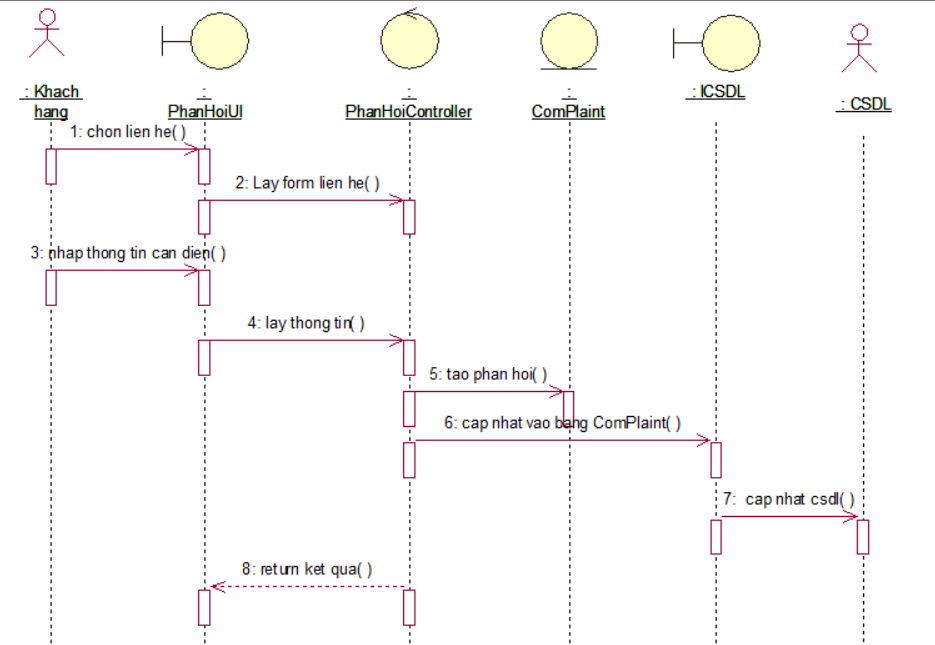 : Khach
hang
:
PhanHoiUI
:
PhanHoiController
:
ComPlaint
: ICSDL
: CSDL
1: chon lien he( )
2: Lay form lien he( )
3: nhap thong tin can dien( )
4: lay thong tin( )
5: tao phan hoi( )
6: cap nhat vao bang ComPlaint( )
7: cap nhat csdl( )
8: return ket qua( )